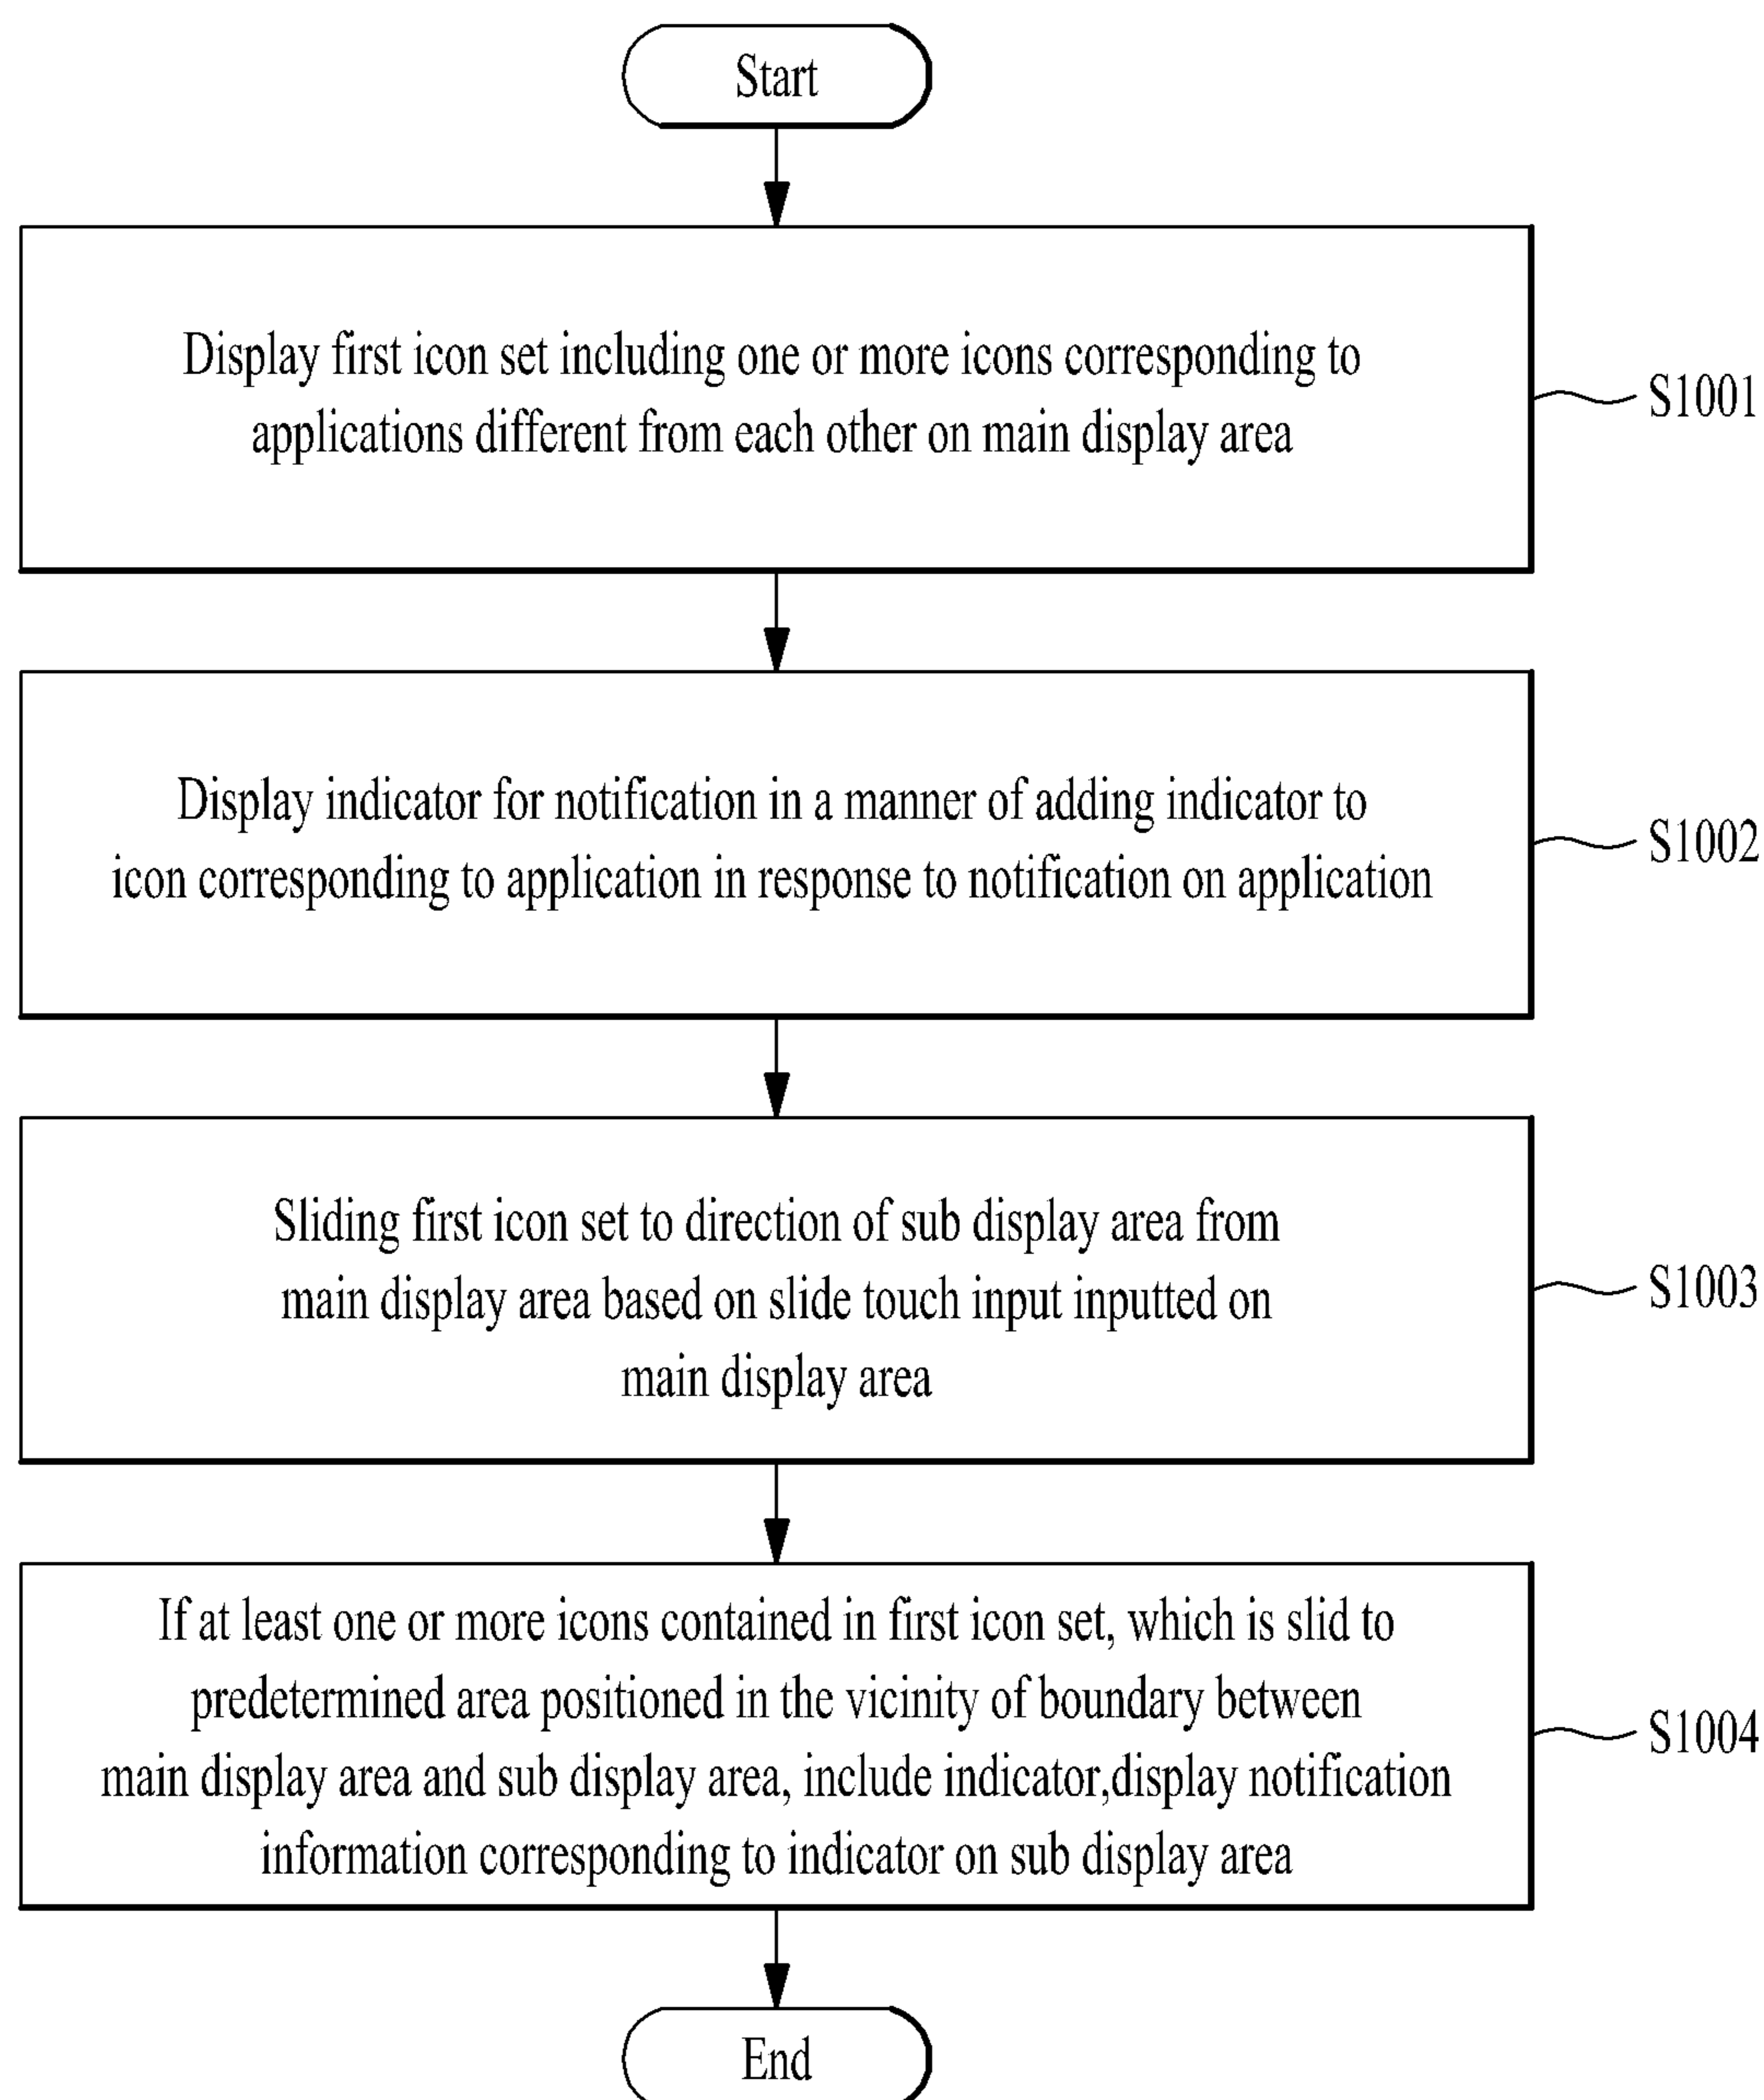 Start
Display first icon set including one or more icons corresponding to
applications different from each other on main display area
S1001
Display indicator for notification in a manner of adding indicator to
icon corresponding to application in response to notification on application
S1002
Sliding first icon set to direction of sub display area from
main display area based on slide touch input inputted on
main display area
S1003
If at least one or more icons contained in first icon set, which is slid to
predetermined area positioned in the vicinity of boundary between
main display area and sub display area, include indicator,display notification
information corresponding to indicator on sub display area
S1004
End